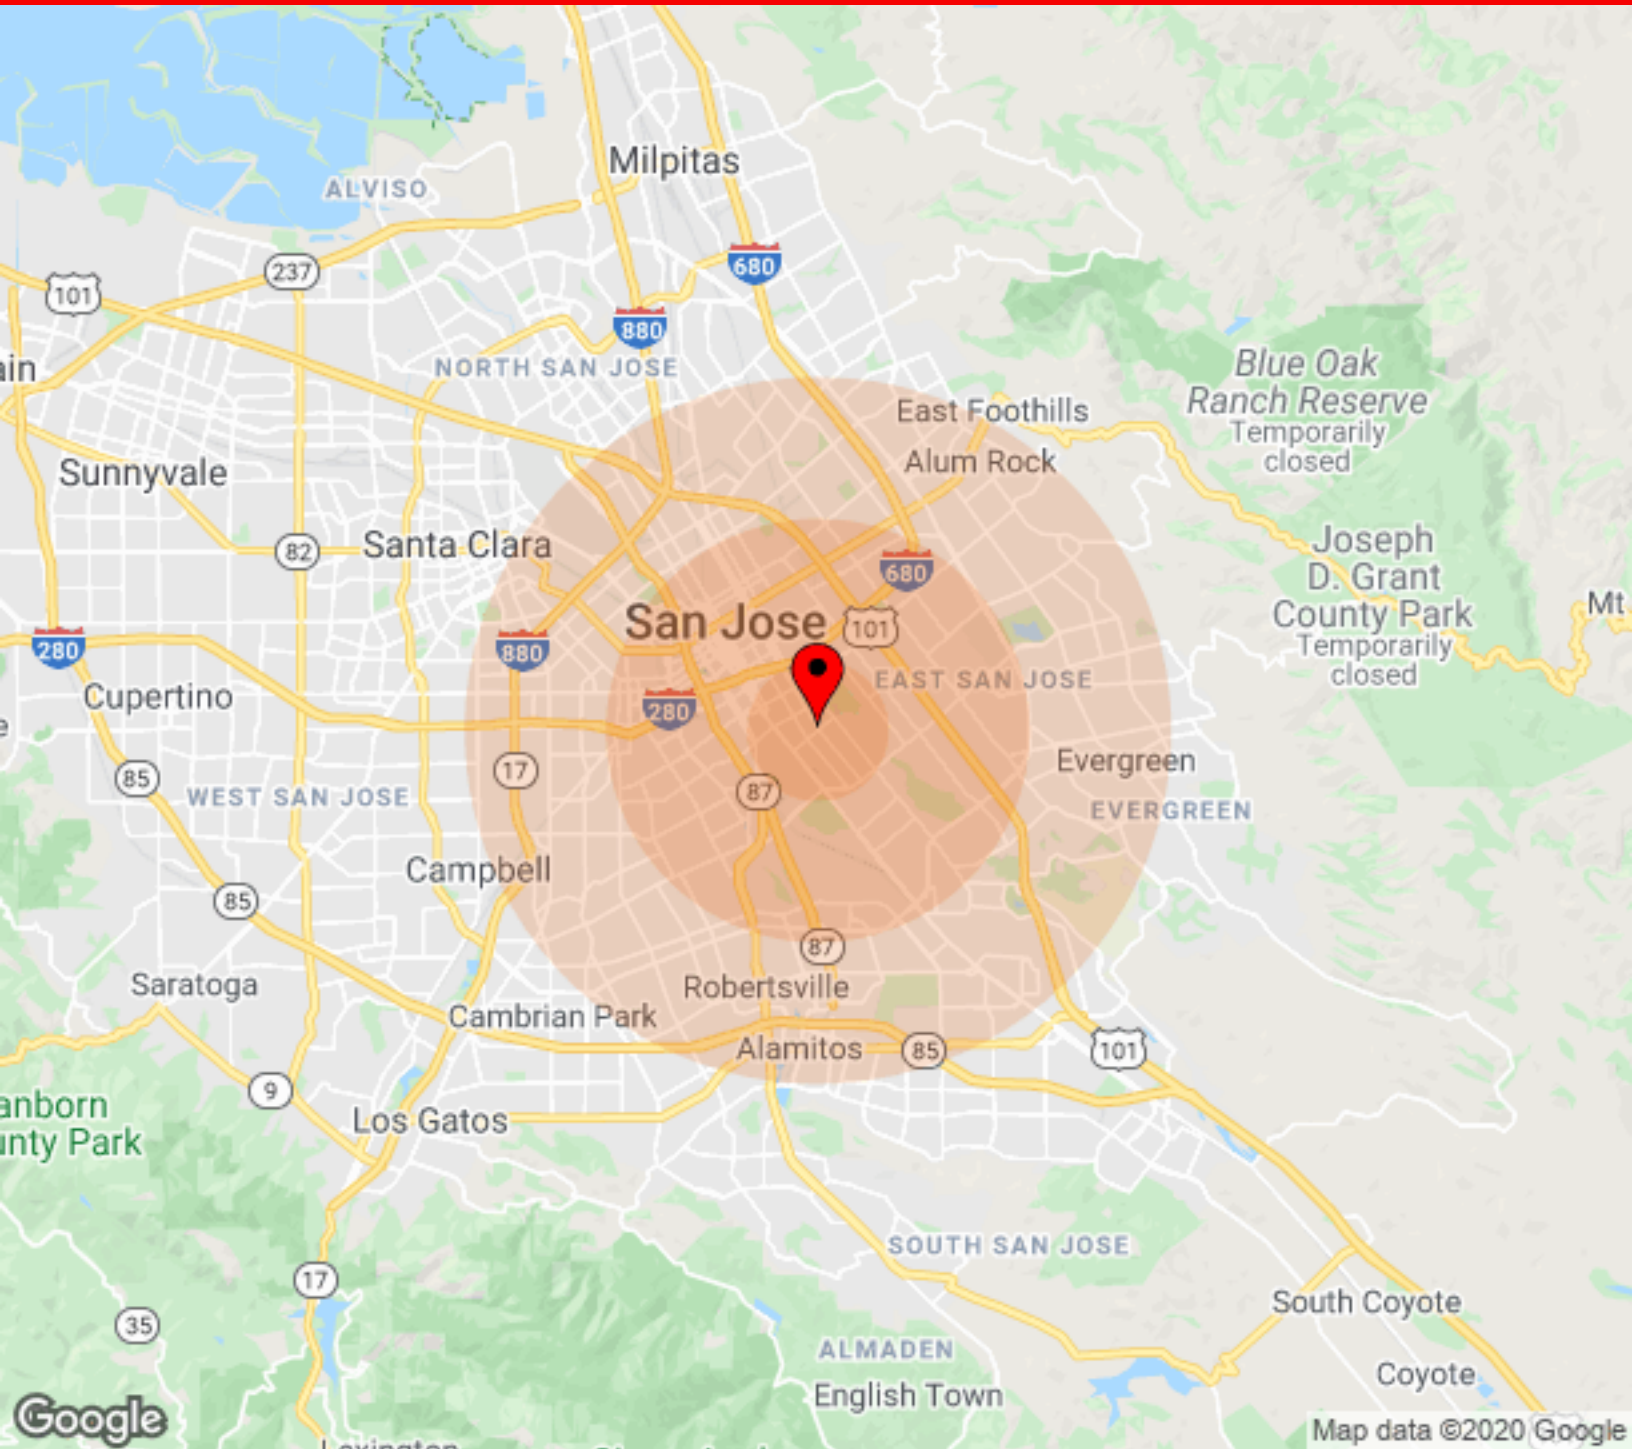 Milpitas
ALVISO
237
680
101
880
NORTH SAN JOSE
Blue Oak
Ranch Reserve
Temporarily
closed
East Foothills
Alum Rock
Sunnyvale
Santa Clara
82
680
Joseph
D. Grant
County Park
Temporarily
closed
Mt
San Jose
101
280
880
EAST SAN JOSE
Cupertino
280
Evergreen
17
85
87
WEST SAN JOSE
EVERGREEN
Campbell
85
87
Saratoga
Robertsville
Cambrian Park
Alamitos
85
101
9
anborn
unty Park
Los Gatos
SOUTH SAN JOSE
17
South Coyote
35
ALMADEN
Coyote
English Town
Google
Map data ©2020 Google